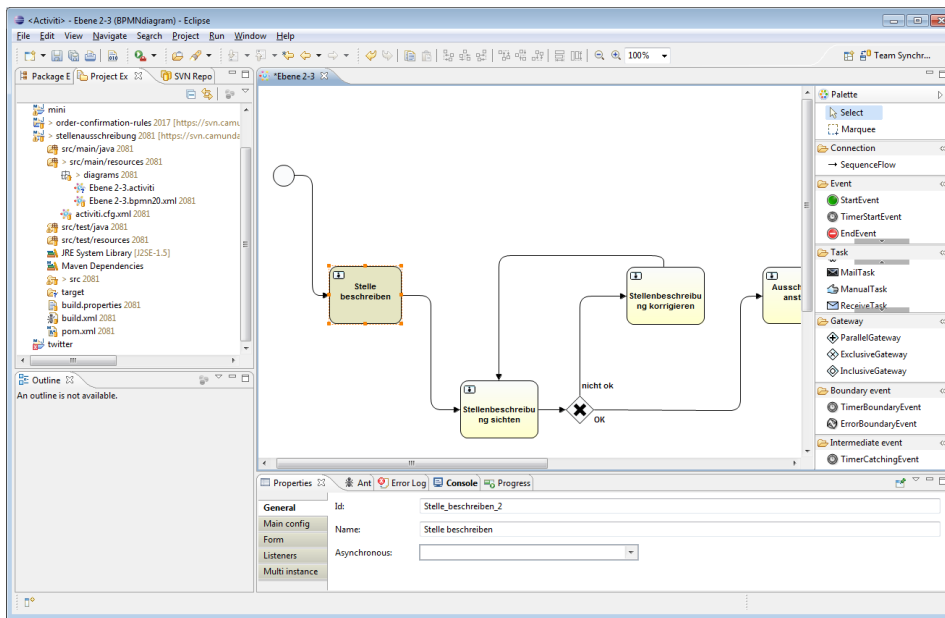 <Activiti> - Ebene 2-3 (BPMNdiagram) - Eclipse
File Edit View Navigate Search Project Run Window Help
100%
Team Synchr...
Package E
Project Ex
SVN Repo
mini
> order-confirmation-rules 2017 [https://svn.camu
> stellenausschreibung 2081 [https://svn.camunda
src/main/java 2081
> src/main/resources 2081
> diagrams 2081
Ebene 2-3.activiti
Ebene 2-3.bpmn20.xml 2081
activiti.cfg.xml 2081
src/test/java 2081
src/test/resources 2081
JRE System Library [J2SE-1.5]
Maven Dependencies
> src 2081
target
build.properties 2081
build.xml 2081
pom.xml 2081
twitter
Outline
An outline is not available.
*Ebene 2-3
Stelle
beschreiben
Stellenbeschreibu
ng sichten
nicht ok
OK
Stellenbeschreibu
ng korrigieren
Aussch
anst
Palette
Select
Marquee
Connection
SequenceFlow
Event
StartEvent
TimerStartEvent
EndEvent
Task
MailTask
ManualTask
ReceiveTask
Gateway
ParallelGateway
ExclusiveGateway
InclusiveGateway
Boundary event
TimerBoundaryEvent
ErrorBoundaryEvent
Intermediate event
TimerCatchingEvent
Properties
Ant
Error Log
Console
Progress
General
Main config
Form
Listeners
Multi instance
Id: Stelle_beschreiben_2
Name: Stelle beschreiben
Asynchronous: